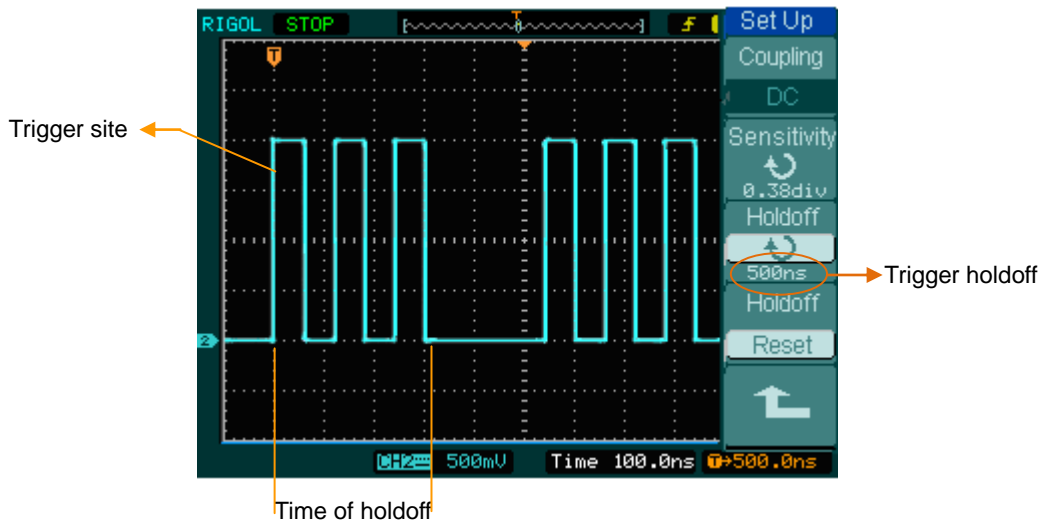 RIGOL STOP
T
Set Up
T
Coupling
DC
Trigger site
Sensitivity
0.38div
Holdoff
500ns
Trigger holdoff
Holdoff
2
Reset
CH2 500mV Time 100.0ns T→500.0ns
Time of holdoff